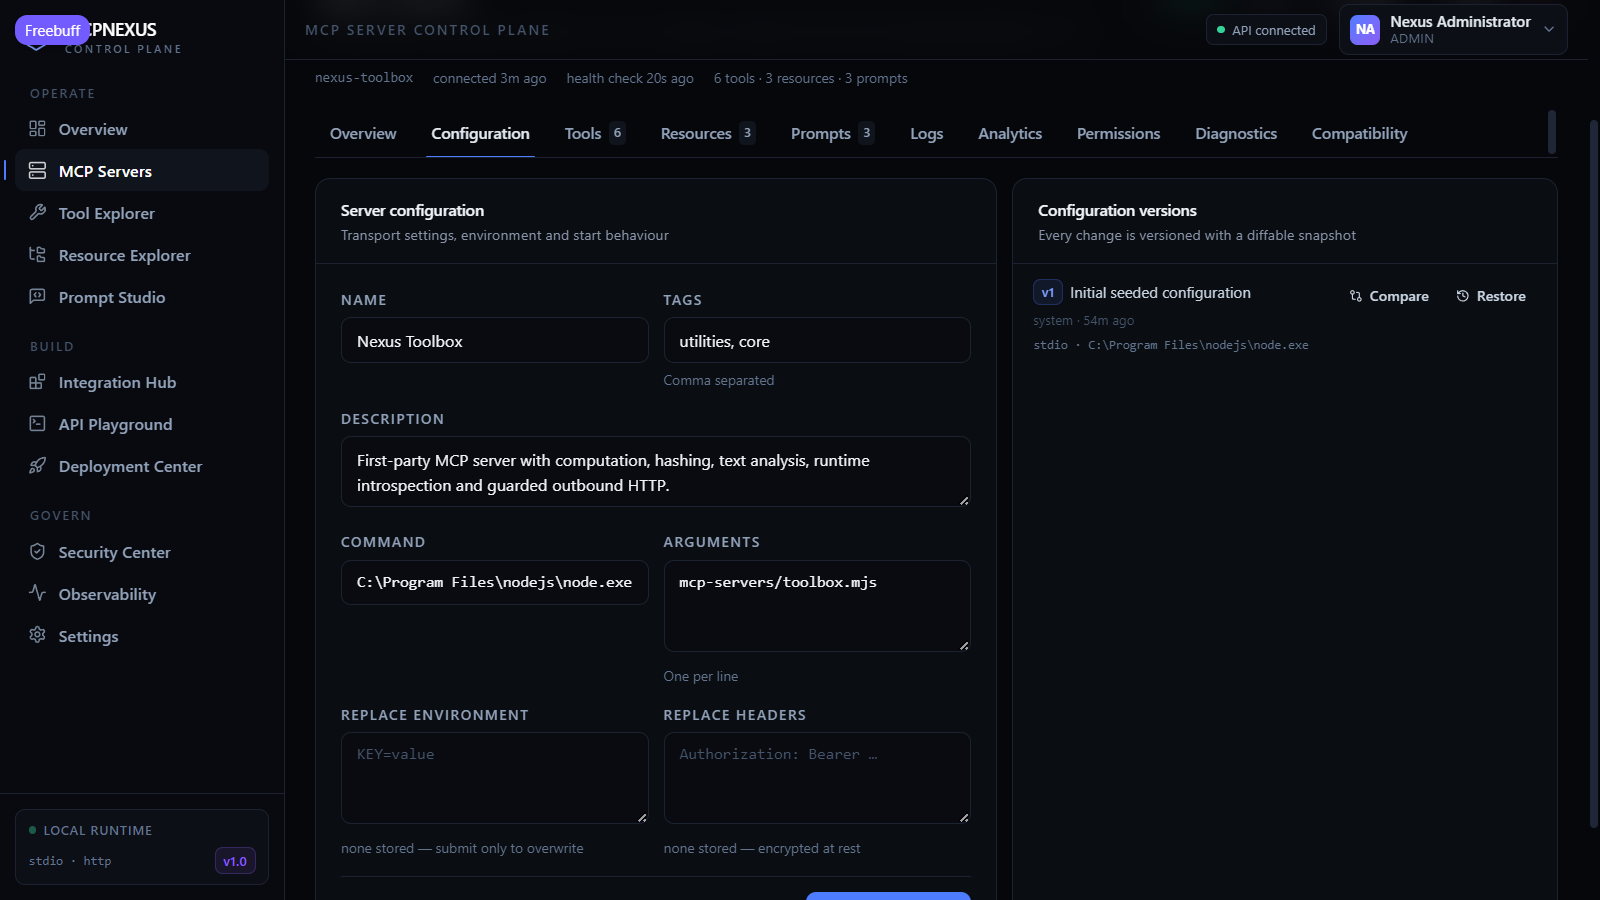 Freebuff
CPNEXUS
CONTROL PLANE
OPERATE
Overview
MCP Servers
Tool Explorer
Resource Explorer
Prompt Studio
BUILD
Integration Hub
API Playground
Deployment Center
GOVERN
Security Center
Observability
Settings
LOCAL RUNTIME
stdio · http
v1.0
MCP SERVER CONTROL PLANE
API connected
NA
Nexus Administrator
ADMIN
nexus-toolbox connected 3m ago health check 20s ago 6 tools · 3 resources · 3 prompts
Overview Configuration Tools 6 Resources 3 Prompts 3 Logs Analytics Permissions Diagnostics Compatibility
Server configuration
Transport settings, environment and start behaviour
NAME
Nexus Toolbox
TAGS
utilities, core
Comma separated
DESCRIPTION
First-party MCP server with computation, hashing, text analysis, runtime
introspection and guarded outbound HTTP.
COMMAND
C:\Program Files\nodejs\node.exe
ARGUMENTS
mcp-servers/toolbox.mjs
One per line
REPLACE ENVIRONMENT
KEY=value
none stored — submit only to overwrite
REPLACE HEADERS
Authorization: Bearer …
none stored — encrypted at rest
Configuration versions
Every change is versioned with a diffable snapshot
v1 Initial seeded configuration
Compare
Restore
system · 54m ago
stdio · C:\Program Files\nodejs\node.exe